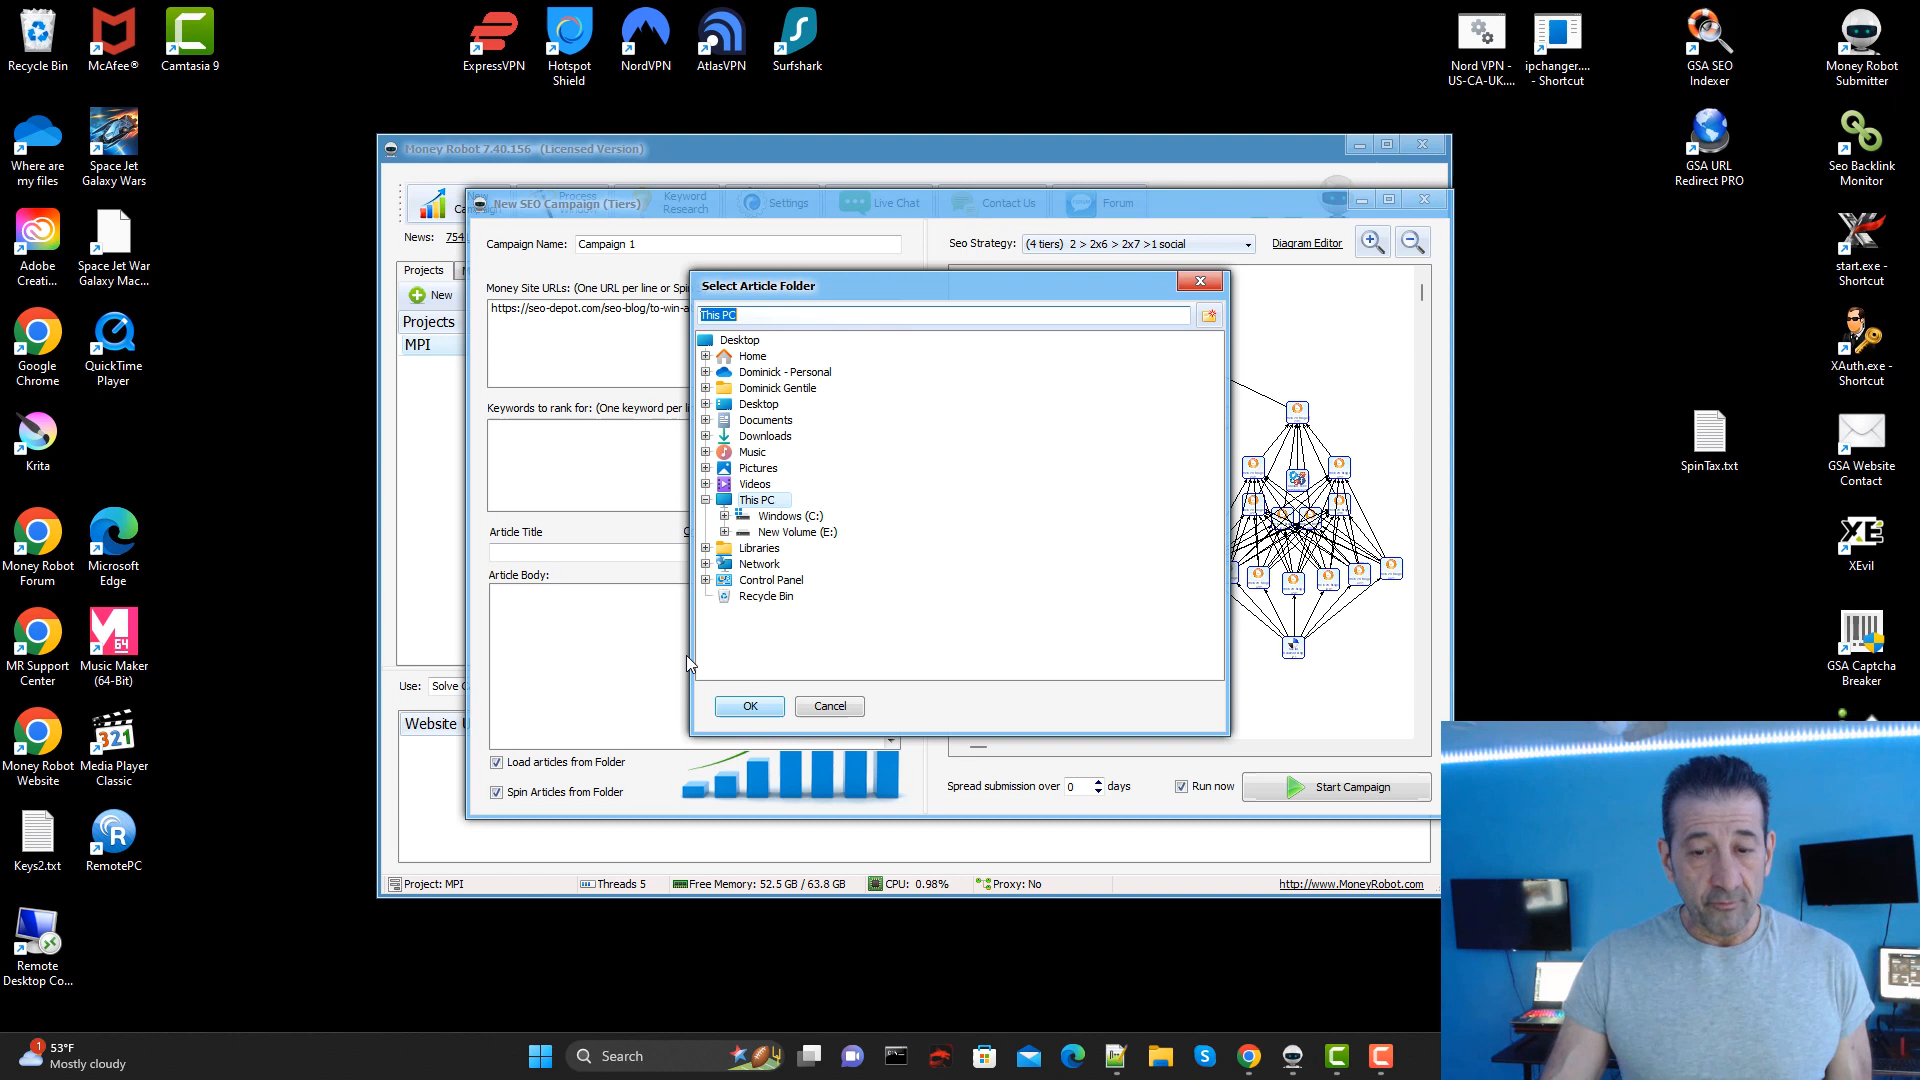 Recycle Bin
McAfee®
Camtasia 9
ExpressVPN
Hotspot
Shield
NordVPN
AtlasVPN
Surfshark
Nord VPN -
US-CA-UK....
ipchanger....
- Shortcut
GSA SEO
Indexer
Money Robot
Submitter
Where are
my files
Space Jet
Galaxy Wars
GSA URL
Redirect PRO
Seo Backlink
Monitor
Adobe
Creati...
Space Jet War
Galaxy Mac...
start.exe -
Shortcut
Google
Chrome
QuickTime
Player
XAuth.exe -
Shortcut
Krita
SpinTax.txt
GSA Website
Contact
Money Robot
Forum
Microsoft
Edge
XEvil
MR Support
Center
Music Maker
(64-Bit)
GSA Captcha
Breaker
Money Robot
Website
Media Player
Classic
Keys2.txt
RemotePC
Remote
Desktop Co...
Money Robot 7.40.156 (Licensed Version)
New
Process
Keyword
Research
Settings
Live Chat
Contact Us
Forum
News: 754
Projects
New
Projects
MPI
Use:
Website U
New SEO Campaign (Tiers)
Campaign Name: Campaign 1
Seo Strategy: (4 tiers) 2 > 2x6 > 2x7 >1 social
Diagram Editor
Money Site URLs: (One URL per line or Spi
https://seo-depot.com/seo-blog/to-win-a
Keywords to rank for: (One keyword per li
Article Title
Article Body:
Load articles from Folder
Spin Articles from Folder
Spread submission over 0 days
Run now
Start Campaign
Select Article Folder
This PC
Desktop
Home
Dominick - Personal
Dominick Gentile
Desktop
Documents
Downloads
Music
Pictures
Videos
This PC
Windows (C:)
New Volume (E:)
Libraries
Network
Control Panel
Recycle Bin
OK
Cancel
Project: MPI
Threads 5
Free Memory: 52.5 GB / 63.8 GB
CPU: 0.98%
Proxy: No
http://www.MoneyRobot.com
1
53°F
Mostly cloudy
Search